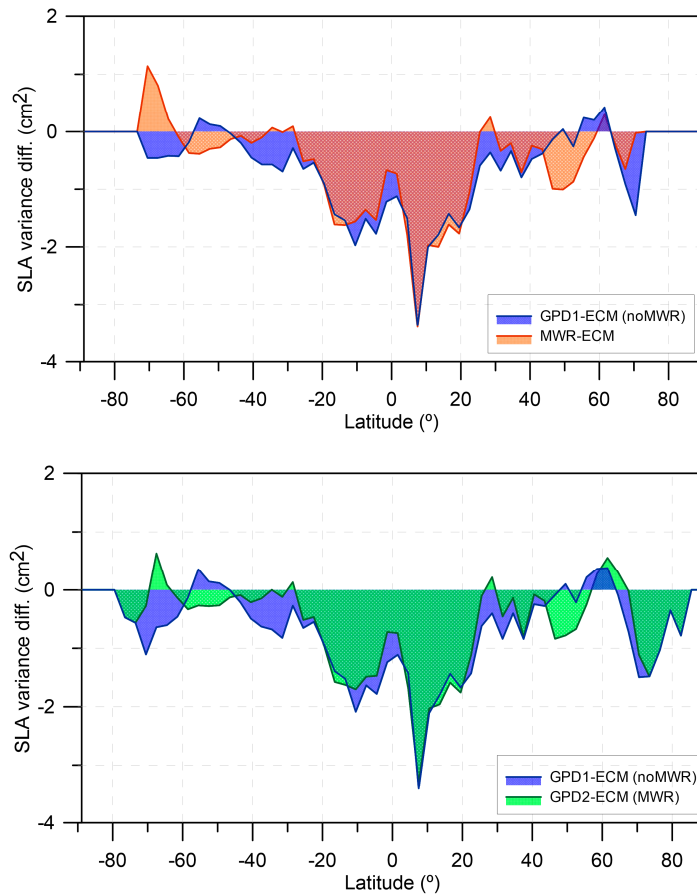 2
0
-2
-4
SLA variance diff. (cm2)
GPD1-ECM (noMWR)
MWR-ECM
-80 -60 -40 -20 0 20 40 60 80
Latitude (º)
2
0
-2
-4
SLA variance diff. (cm2)
GPD1-ECM (noMWR)
GPD2-ECM (MWR)
-80 -60 -40 -20 0 20 40 60 80
Latitude (º)